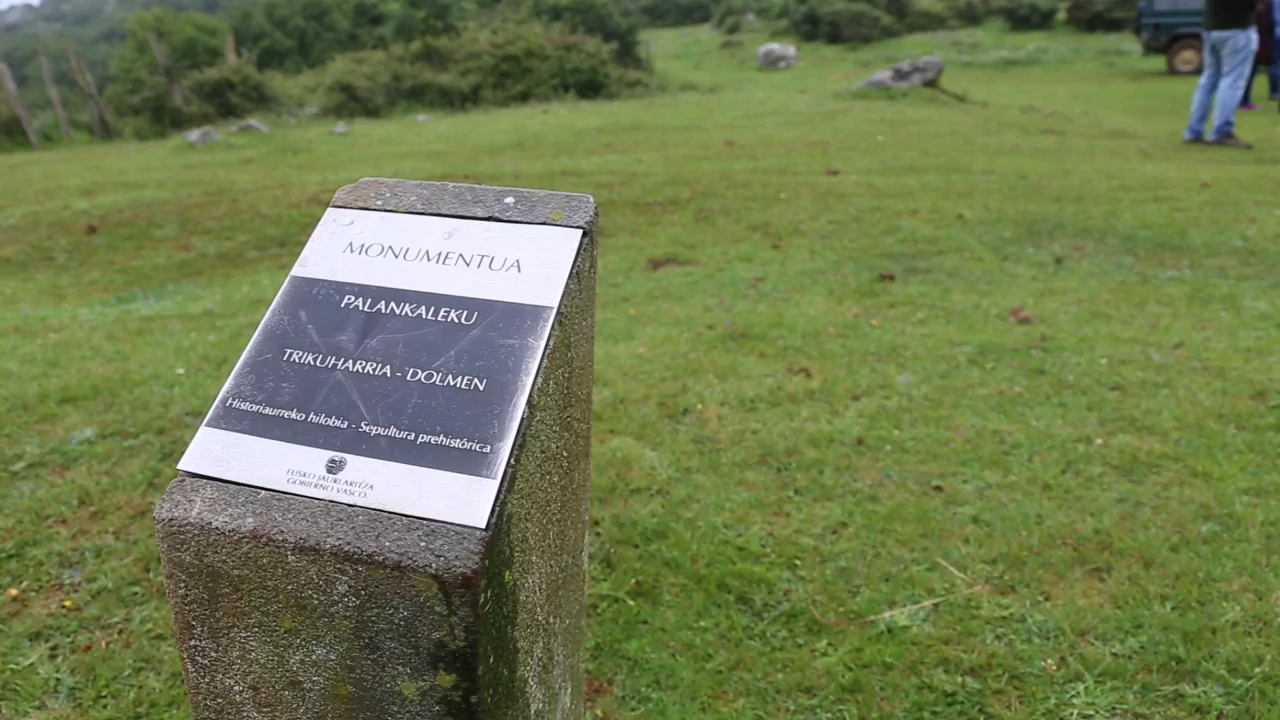 MONUMENTUA
PALANKALEKU
TRIKUHARRIA - DOLMEN
Historiaurreko hilobia - Sepultura prehistórica
EUSKO JAURLARITZA
GOBIERNO VASCO